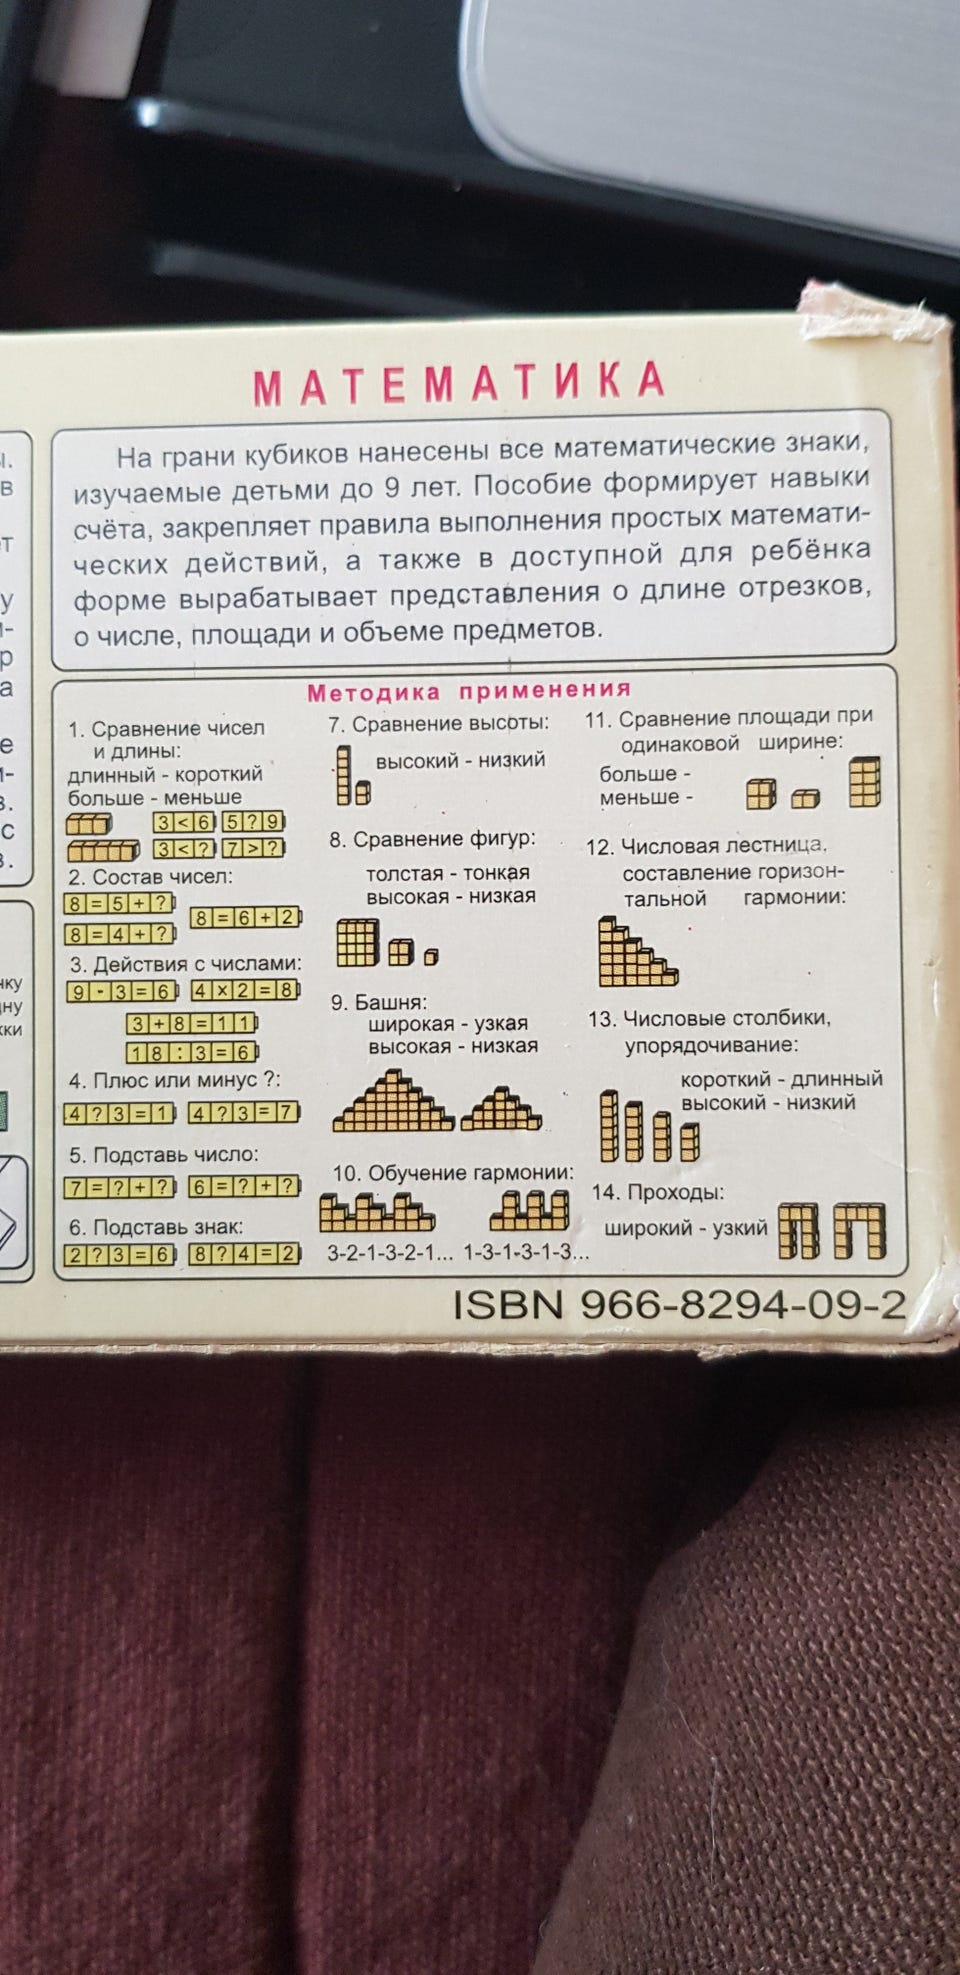 МАТЕМАТИКА
На грани кубиков нанесены все математические знаки,
изучаемые детьми до 9 лет. Пособие формирует навыки
счёта, закрепляет правила выполнения простых математи-
ческих действий, а также в доступной для ребёнка
форме вырабатывает представления о длине отрезков,
о числе, площади и объеме предметов.
Методика применения
1. Сравнение чисел
и длины:
длинный - короткий
больше - меньше
3<6 5?9
3<? 7>?
2. Состав чисел:
8=5+?
8=6+2
8=4+?
3. Действия с числами:
9-3=6 4x2=8
3+8=11
18:3=6
4. Плюс или минус ?:
4?3=1 4?3=7
5. Подставь число:
7=?+? 6=?+?
6. Подставь знак:
2?3=6 8?4=2
7. Сравнение высоты:
высокий - низкий
8. Сравнение фигур:
толстая - тонкая
высокая - низкая
9. Башня:
широкая - узкая
высокая - низкая
10. Обучение гармонии:
3-2-1-3-2-1... 1-3-1-3-1-3...
11. Сравнение площади при
одинаковой ширине:
больше -
меньше -
12. Числовая лестница,
составление горизон-
тальной гармонии:
13. Числовые столбики,
упорядочивание:
короткий - длинный
высокий - низкий
14. Проходы:
широкий - узкий
ISBN 966-8294-09-2